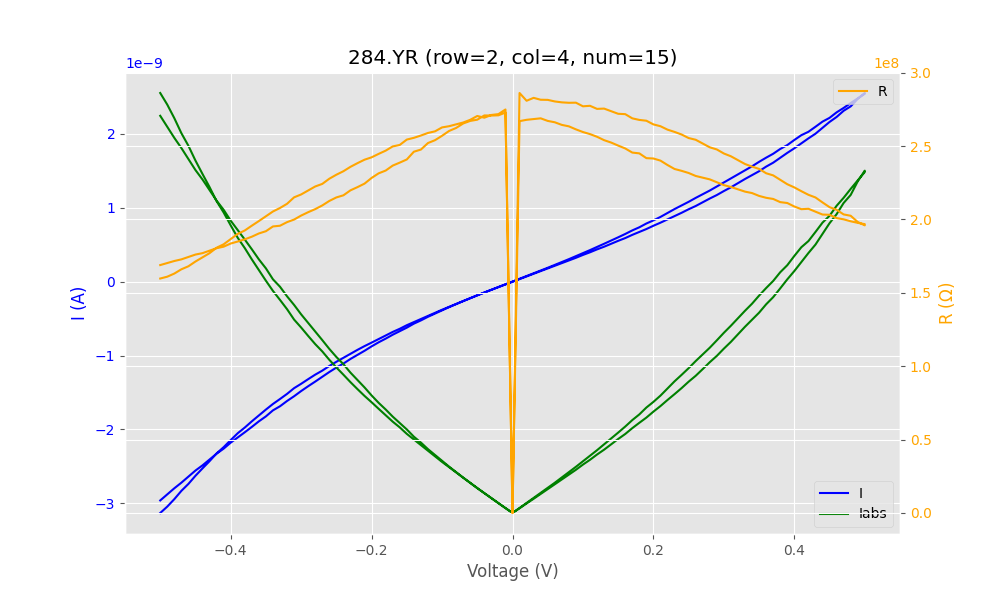 284.YR (row=2, col=4, num=15)
1e−9
1e8
3.0
R
2
2.5
1
2.0
I (A)
0
R (Ω)
1.5
−1
1.0
−2
0.5
I
Iabs
−3
0.0
−0.4
−0.2
0.0
0.2
0.4
Voltage (V)